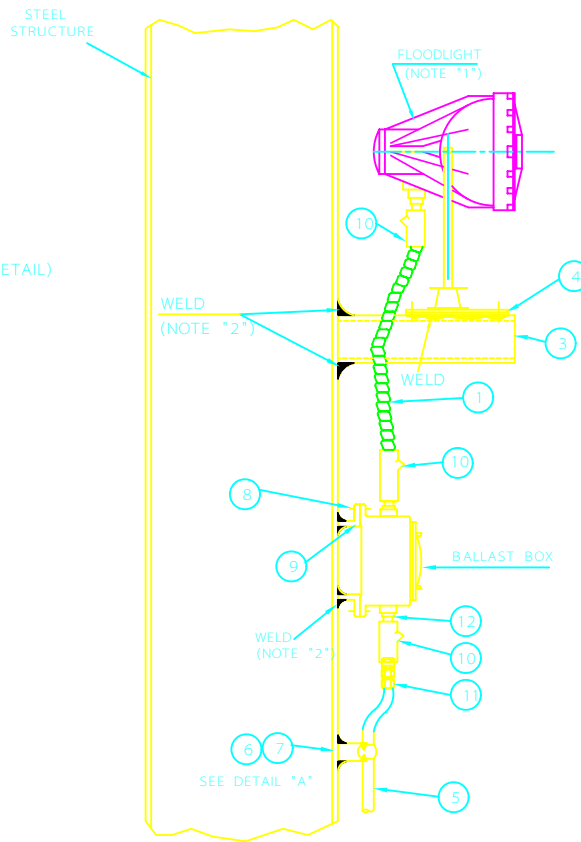 STEEL
STRUCTURE
FLOODLIGHT
(NOTE "1")
10
ETAIL)
4
WELD
(NOTE "2")
3
WELD
1
10
8
9
BALLAST BOX
12
WELD
(NOTE "2")
10
11
6 7
SEE DETAIL "A"
5